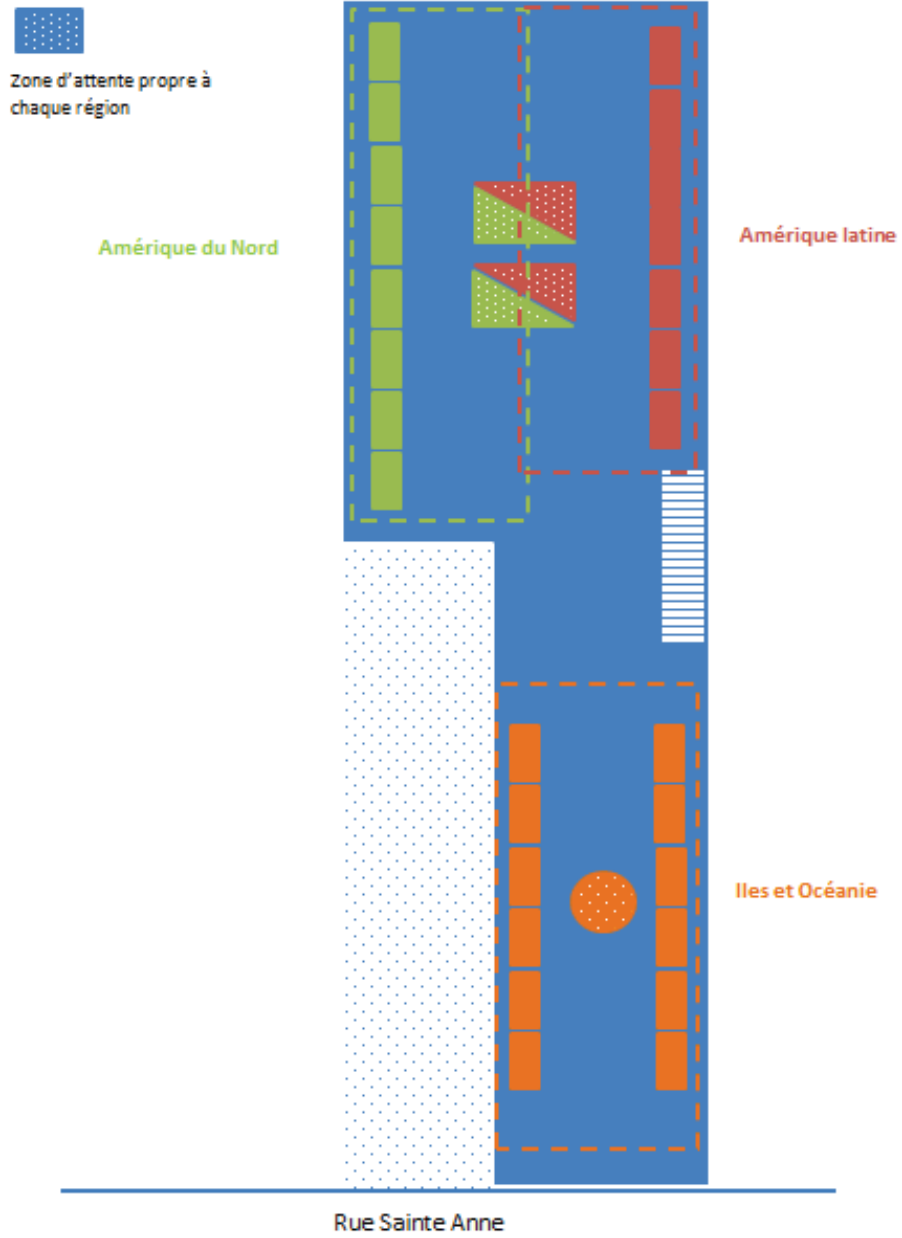 Zone d'attente propre à
chaque région
Amérique du Nord
Amérique latine
Iles et Océanie
Rue Sainte Anne